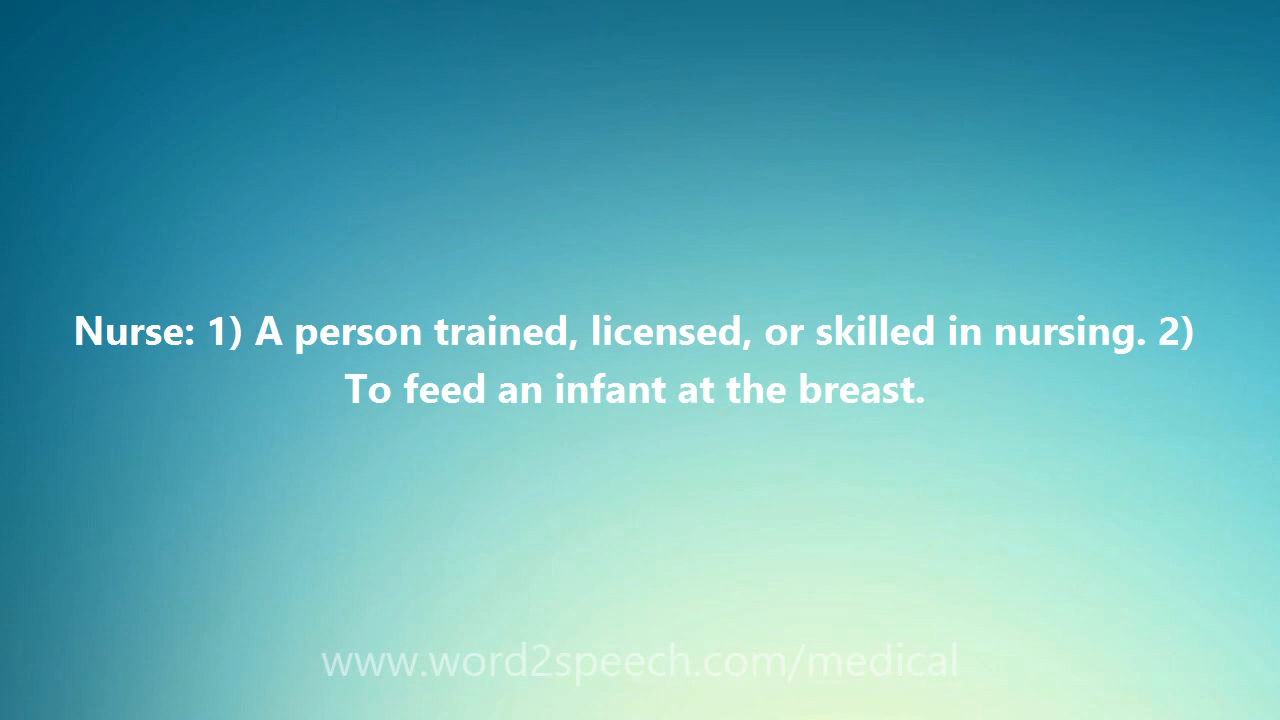 Nurse: 1) A person trained, licensed, or skilled in nursing. 2)
To feed an infant at the breast.
www.word2speech.com/medical